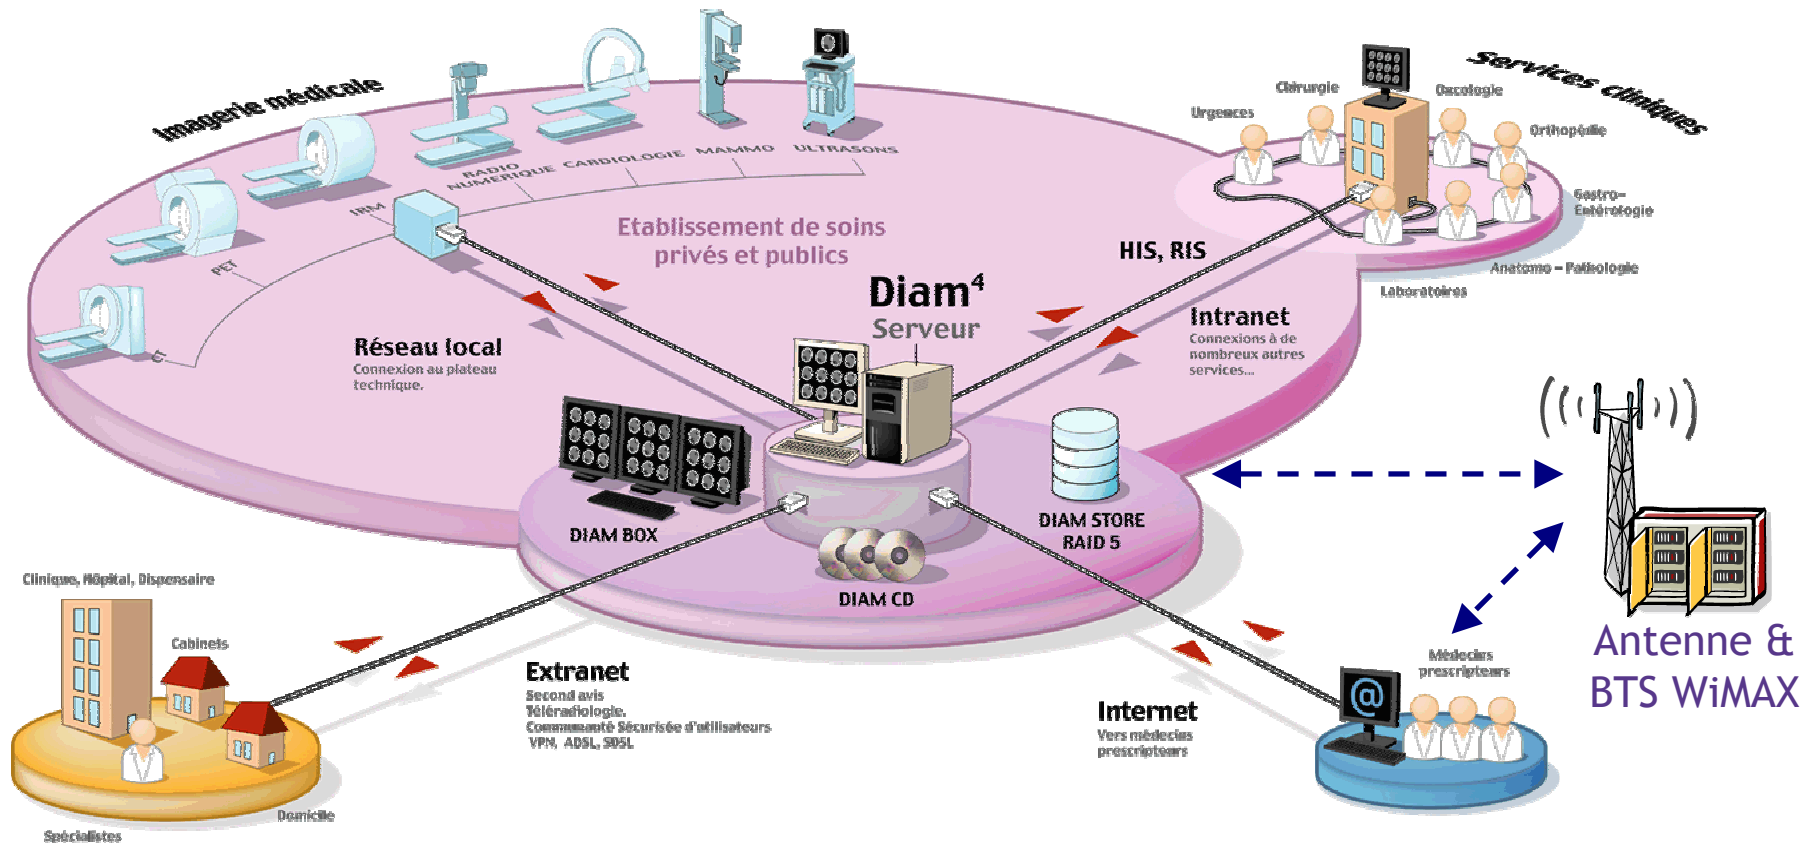 Imagerie médicale
Services cliniques
Chirurgie
Oncologie
Urgences
Orthopédie
Gastro-
Entérologie
Anatomo - Pathologie
Laboratoires
RADIO
NUMERIQUE
CARDIOLOGIE
MAMMO
ULTRASONS
IRM
PET
Etablissement de soins
privés et publics
HIS, RIS
Diam4
Serveur
Intranet
Connexions à de
nombreux autres
services...
Réseau local
Connexion au plateau
technique.
DIAM BOX
DIAM STORE
RAID 5
DIAM CD
Clinique, Hôpital, Dispensaire
Cabinets
Domicile
Spécialistes
Extranet
Second avis
Téléradiologie.
Communauté Sécurisée d'utilisateurs
VPN, ADSL, SDSL
Internet
Vers médecins
prescripteurs
@
Médecins
prescripteurs
Antenne &
BTS WiMAX